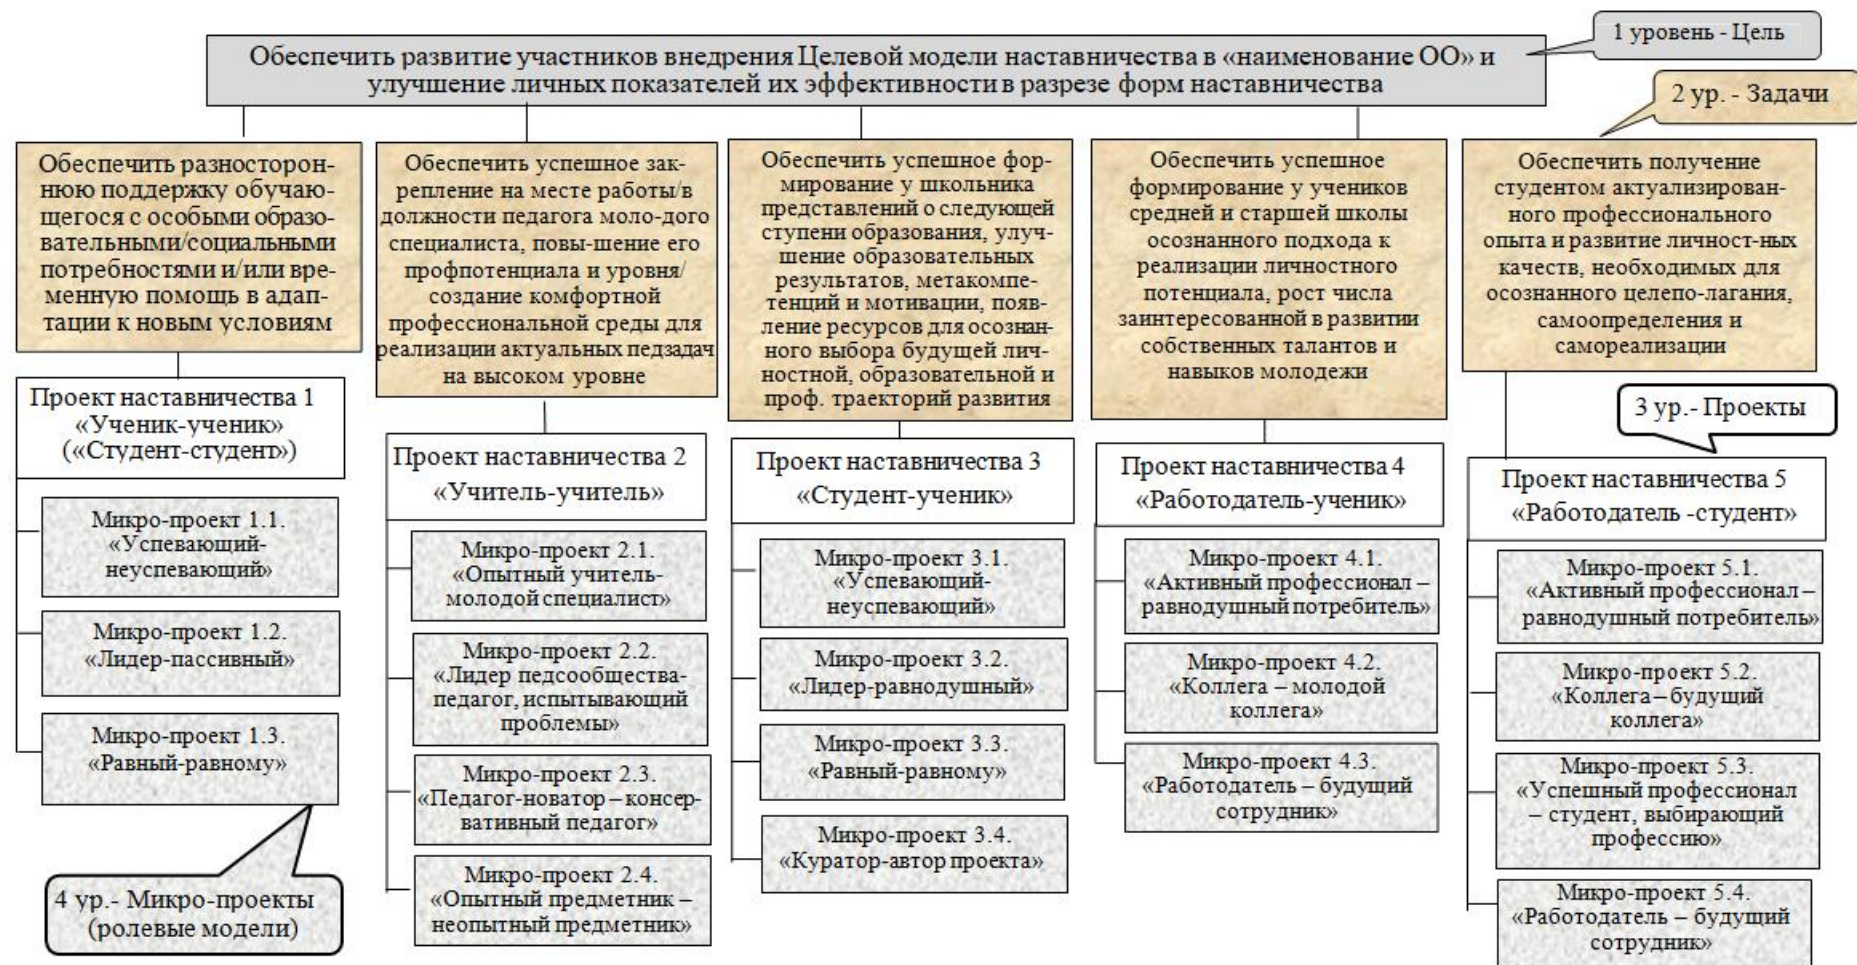 1 уровень - Цель
Обеспечить развитие участников внедрения Целевой модели наставничества в «наименование ОО» и
улучшение личных показателей их эффективности в разрезе форм наставничества
2 ур. - Задачи
Обеспечить разносторон-
нюю поддержку обучаю-
щегося с особыми образо-
вательными/социальными
потребностями и/или вре-
менную помощь в адап-
тации к новым условиям
Проект наставничества 1
«Ученик-ученик»
(«Студент-студент»)
Микро-проект 1.1.
«Успевающий-
неуспевающий»
Микро-проект 1.2.
«Лидер-пассивный»
Микро-проект 1.3.
«Равный-равному»
4 ур.- Микро-проекты
(ролевые модели)
Обеспечить успешное зак-
репление на месте работы/в
должности педагога моло-дого
специалиста, повы-шение его
профпотенциала и уровня/
создание комфортной
профессиональной среды для
реализации актуальных педзадач
на высоком уровне
Проект наставничества 2
«Учитель-учитель»
Микро-проект 2.1.
«Опытный учитель-
молодой специалист»
Микро-проект 2.2.
«Лидер педсообщества-
педагог, испытывающий
проблемы»
Микро-проект 2.3.
«Педагог-новатор – консер-
вативный педагог»
Микро-проект 2.4.
«Опытный предметник –
неопытный предметник»
Обеспечить успешное фор-
мирование у школьника
представлений о следующей
ступени образования, улуч-
шение образовательных
результатов, метакомпе-
тенций и мотивации, появ-
ление ресурсов для осознан-
ного выбора будущей лич-
ностной, образовательной и
проф. траекторий развития
Проект наставничества 3
«Студент-ученик»
Микро-проект 3.1.
«Успевающий-
неуспевающий»
Микро-проект 3.2.
«Лидер-равнодушный»
Микро-проект 3.3.
«Равный-равному»
Микро-проект 3.4.
«Куратор-автор проекта»
Обеспечить успешное
формирование у учеников
средней и старшей школы
осознанного подхода к
реализации личностного
потенциала, рост числа
заинтересованной в развитии
собственных талантов и
навыков молодежи
Проект наставничества 4
«Работодатель-ученик»
Микро-проект 4.1.
«Активный профессионал –
равнодушный потребитель»
Микро-проект 4.2.
«Коллега – молодой
коллега»
Микро-проект 4.3.
«Работодатель – будущий
сотрудник»
Обеспечить получение
студентом актуализирован-
ного профессионального
опыта и развитие личност-ных
качеств, необходимых для
осознанного целепо-лагания,
самоопределения и
самореализации
3 ур.- Проекты
Проект наставничества 5
«Работодатель -студент»
Микро-проект 5.1.
«Активный профессионал –
равнодушный потребитель»
Микро-проект 5.2.
«Коллега – будущий
коллега»
Микро-проект 5.3.
«Успешный профессионал
– студент, выбирающий
профессию»
Микро-проект 5.4.
«Работодатель – будущий
сотрудник»